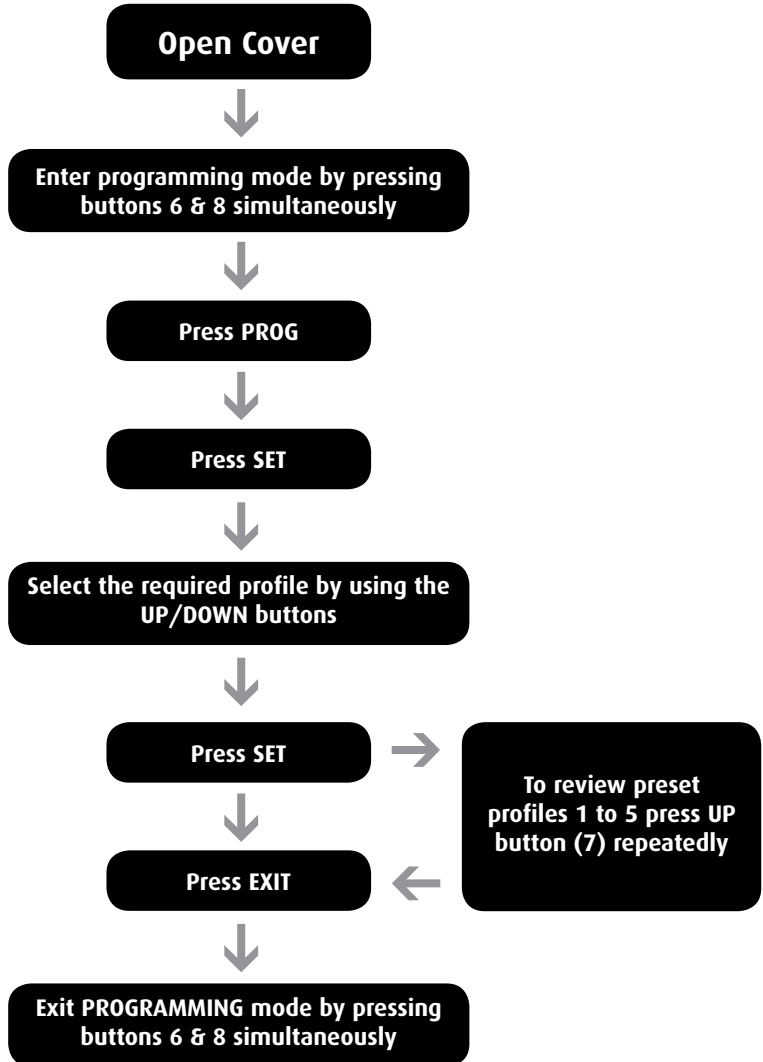 Open Cover
Enter programming mode by pressing
buttons 6 & 8 simultaneously
Press PROG
Press SET
Select the required profile by using the
UP/DOWN buttons
Press SET
To review preset
profiles 1 to 5 press UP
button (7) repeatedly
Press EXIT
Exit PROGRAMMING mode by pressing
buttons 6 & 8 simultaneously